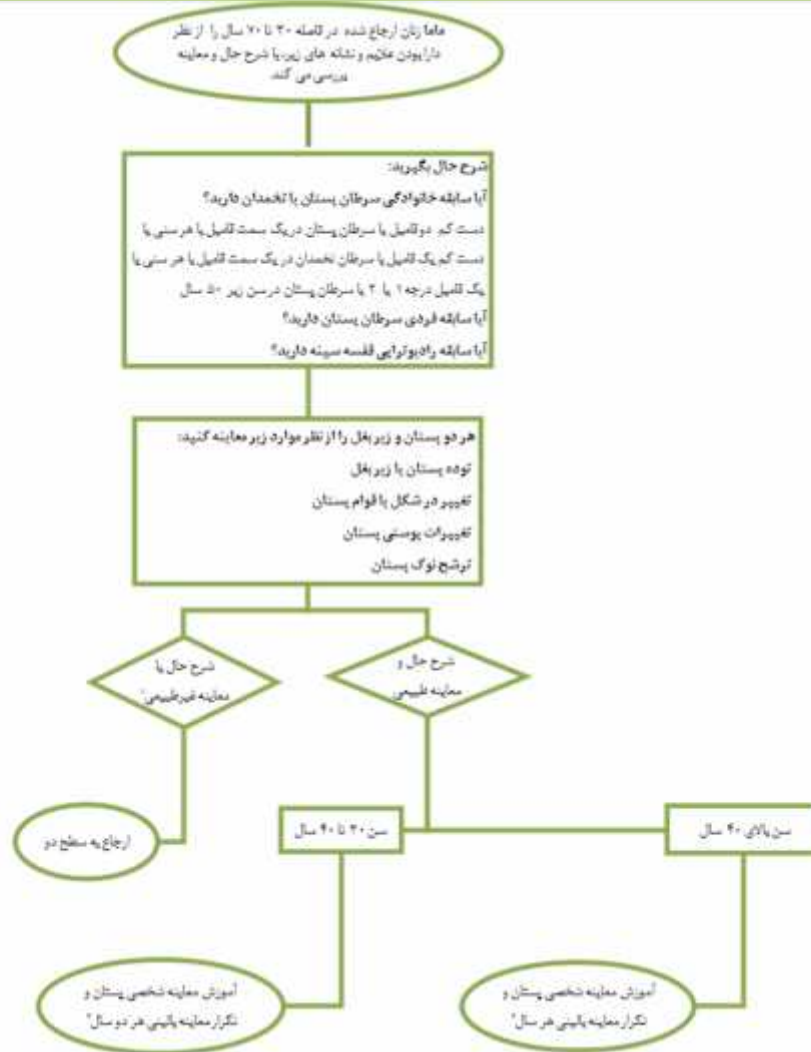 ماما زنان ارجاع شده در فاصله ۳۰ تا ۷۰ سال را از نظر
دارا بودن علایم و نشانه های زیر، با شرح حال و معاینه
بررسی می کند.
شرح حال بگیرید:
آیا سابقه خانوادگی سرطان پستان یا تخمدان دارید؟
دست کم دو فامیل با سرطان پستان در یک سمت فامیل با هر سنی یا
دست کم یک فامیل با سرطان تخمدان در یک سمت فامیل با هر سنی یا
یک فامیل درجه ۱ یا ۲ با سرطان پستان در سن زیر ۵۰ سال
آیا سابقه فردی سرطان پستان دارید؟
آیا سابقه رادیوتراپی قفسه سینه دارید؟
هر دو پستان و زیر بغل را از نظر موارد زیر معاینه کنید:
توده پستان یا زیر بغل
تغییر در شکل یا قوام پستان
تغییرات پوستی پستان
ترشح نوک پستان
شرح حال و
معاینه طبیعی
شرح حال یا
معاینه غیرطبیعی¹
سن بالای ۴۰ سال
سن ۳۰ تا ۴۰ سال
ارجاع به سطح دو
آموزش معاینه شخصی پستان و
تکرار معاینه بالینی هر سال²
آموزش معاینه شخصی پستان و
تکرار معاینه بالینی هر دو سال²